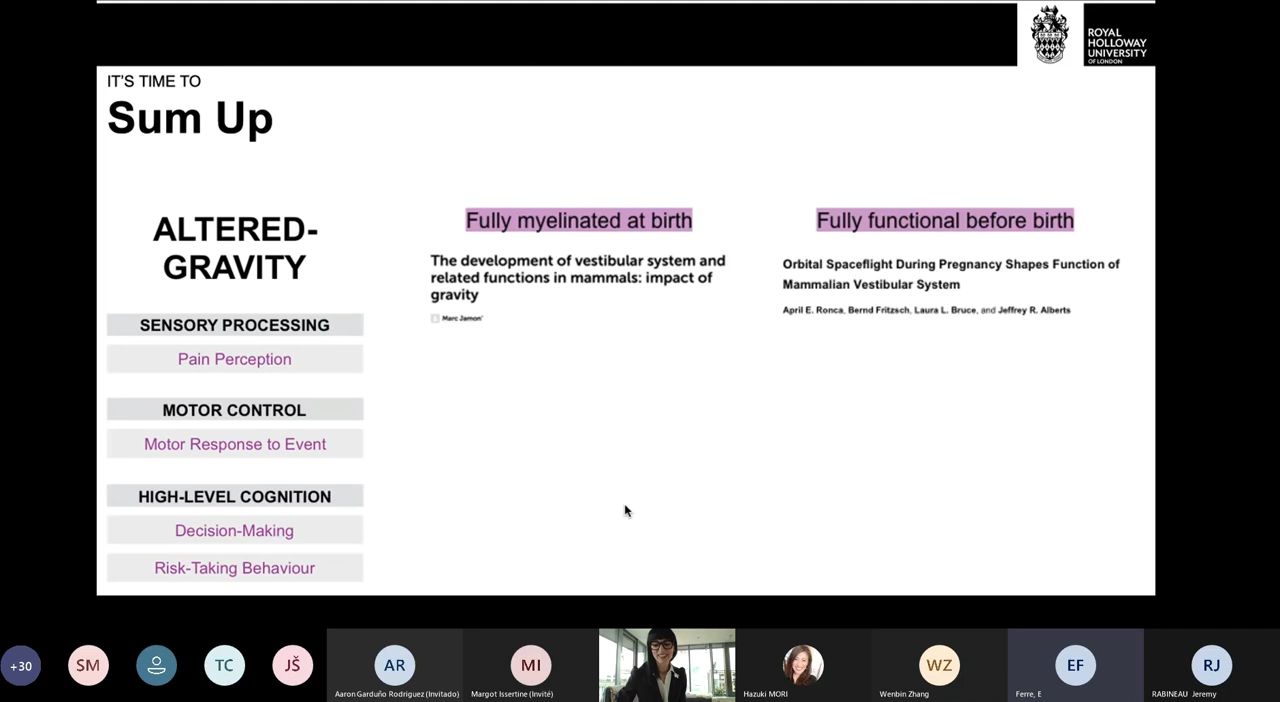 ROYAL
HOLLOWAY
UNIVERSITY
OF LONDON
IT'S TIME TO
Sum Up
ALTERED-
GRAVITY
SENSORY PROCESSING
Pain Perception
MOTOR CONTROL
Motor Response to Event
HIGH-LEVEL COGNITION
Decision-Making
Risk-Taking Behaviour
Fully myelinated at birth
The development of vestibular system and
related functions in mammals: impact of
gravity
Marc Jamon*
Fully functional before birth
Orbital Spaceflight During Pregnancy Shapes Function of
Mammalian Vestibular System
April E. Ronca, Bernd Fritzsch, Laura L. Bruce, and Jeffrey R. Alberts
+30
SM
TC
JŠ
AR
Aaron Garduño Rodriguez (Invitado)
MI
Margot Issertine (Invité)
Hazuki MORI
WZ
Wenbin Zhang
EF
Ferre, E
RJ
RABINEAU Jeremy